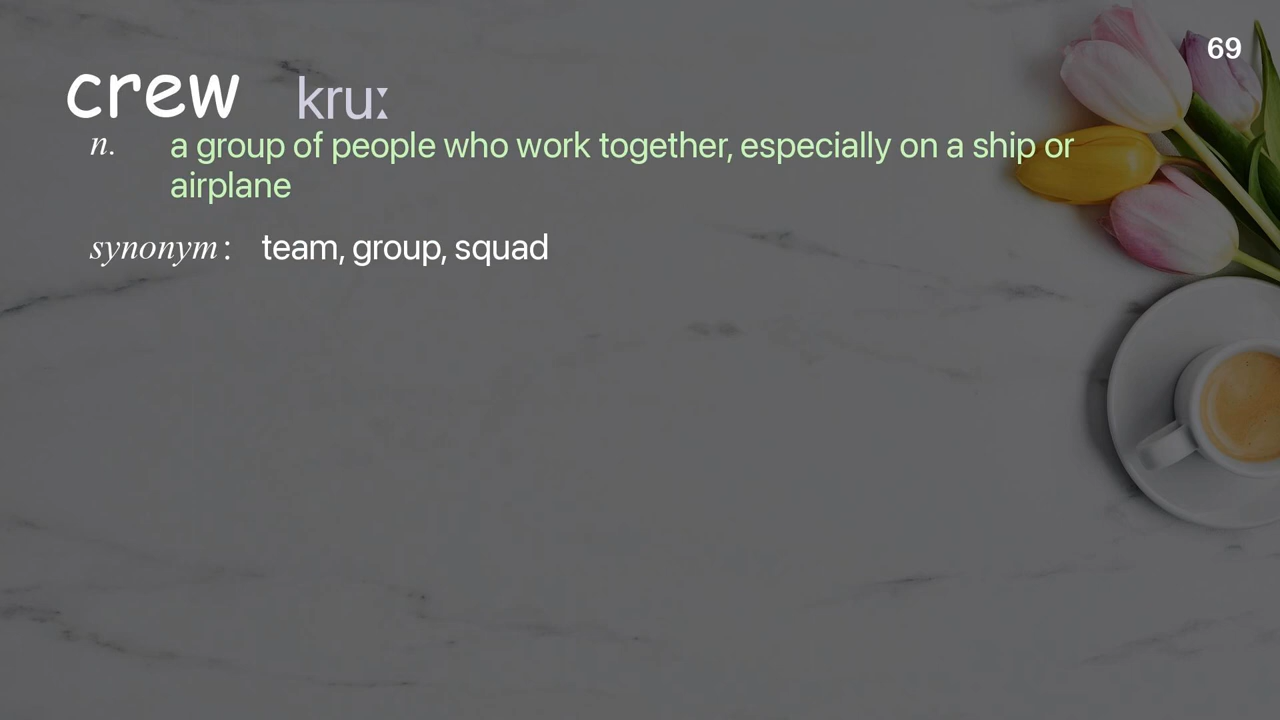 69
crew kruː
n. a group of people who work together, especially on a ship or
airplane
synonym: team, group, squad